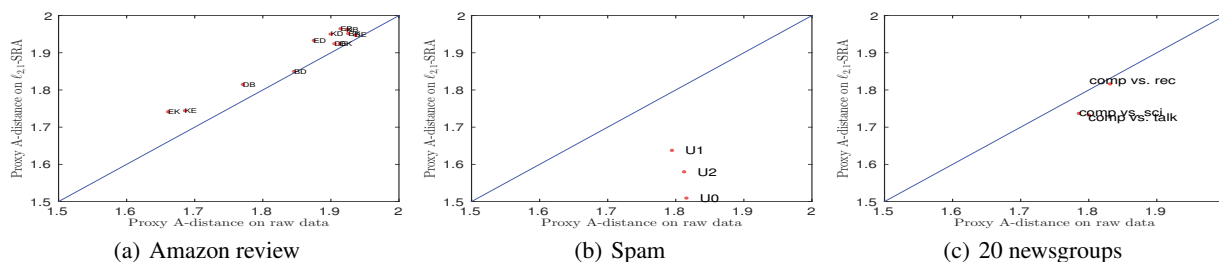 2
1.9
1.8
1.7
1.6
1.5
1.5 1.6 1.7 1.8 1.9 2
Proxy A-distance on ℓ2,1-SRA
Proxy A-distance on raw data
ED
KD
BD
DB
EK
KE
(a) Amazon review
2
1.9
1.8
1.7
1.6
1.5
1.5 1.6 1.7 1.8 1.9 2
Proxy A-distance on ℓ2,1-SRA
Proxy A-distance on raw data
U1
U2
U0
(b) Spam
2
1.9
1.8
1.7
1.6
1.5
1.5 1.6 1.7 1.8 1.9
Proxy A-distance on ℓ2,1-SRA
Proxy A-distance on raw data
comp vs. rec
comp vs. sci
comp vs. talk
(c) 20 newsgroups